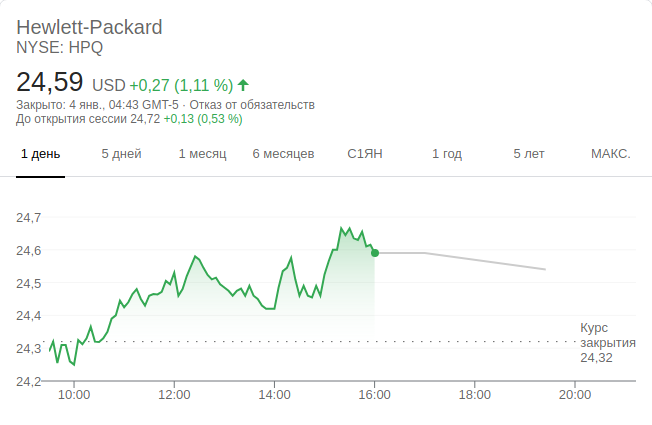 Hewlett-Packard
NYSE: HPQ
24,59 USD +0,27 (1,11 %)
Закрыто: 4 янв., 04:43 GMT-5 · Отказ от обязательств
До открытия сессии 24,72 +0,13 (0,53 %)
1 день 5 дней 1 месяц 6 месяцев С1ЯН 1 год 5 лет МАКС.
24,7
24,6
24,5
24,4
24,3
24,2
Курс
закрытия
24,32
10:00 12:00 14:00 16:00 18:00 20:00